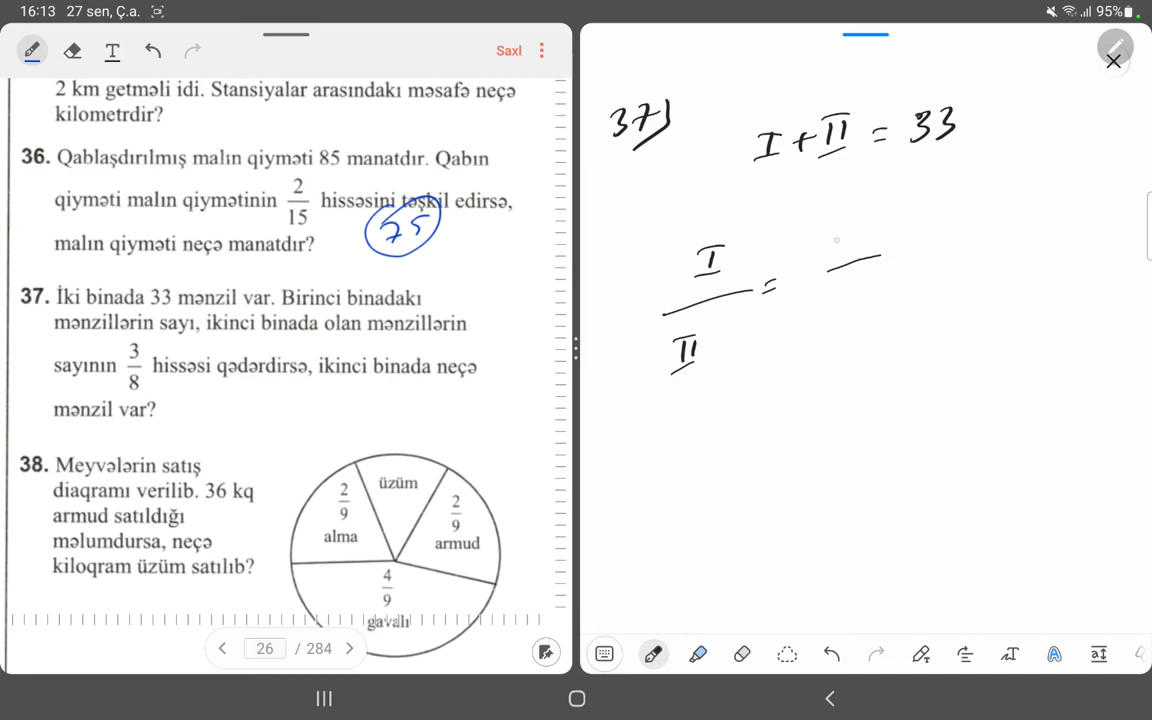 16:13 27 sen, Ç.a.
95%
T
Saxl
2 km getməli idi. Stansiyalar arasındakı məsafə neçə
kilometrdir?
36. Qablaşdırılmış malın qiyməti 85 manatdır. Qabın
qiyməti malın qiymətinin 2/15 hissəsini təşkil edirsə,
malın qiyməti neçə manatdır?
75
37. İki binada 33 mənzil var. Birinci binadakı
mənzillərin sayı, ikinci binada olan mənzillərin
sayının 3/8 hissəsi qədərdirsə, ikinci binada neçə
mənzil var?
38. Meyvələrin satış
diaqramı verilib. 36 kq
armud satıldığı
məlumdursa, neçə
kiloqram üzüm satılıb?
üzüm
2/9
alma
2/9
armud
4/9
gavalı
26 / 284
37)
I + II = 33
I/II =